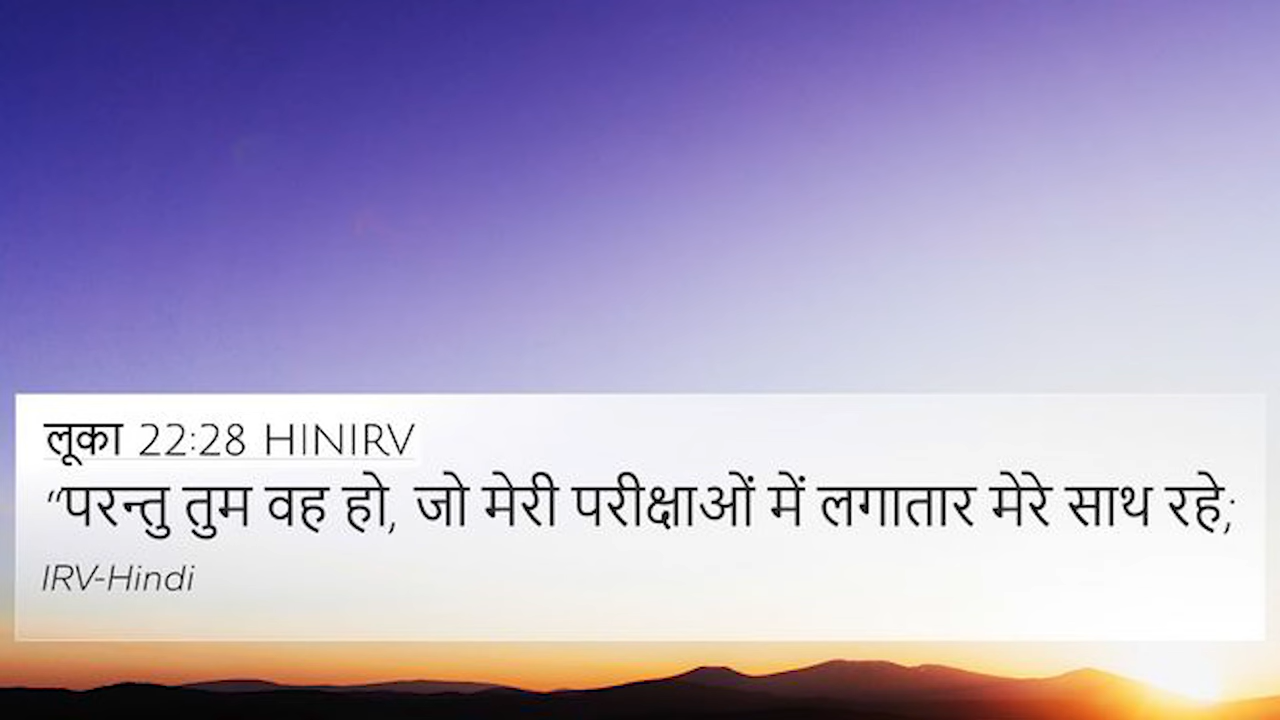 लूका 22:28 HINIRV
“परन्तु तुम वह हो, जो मेरी परीक्षाओं में लगातार मेरे साथ रहे;
IRV-Hindi